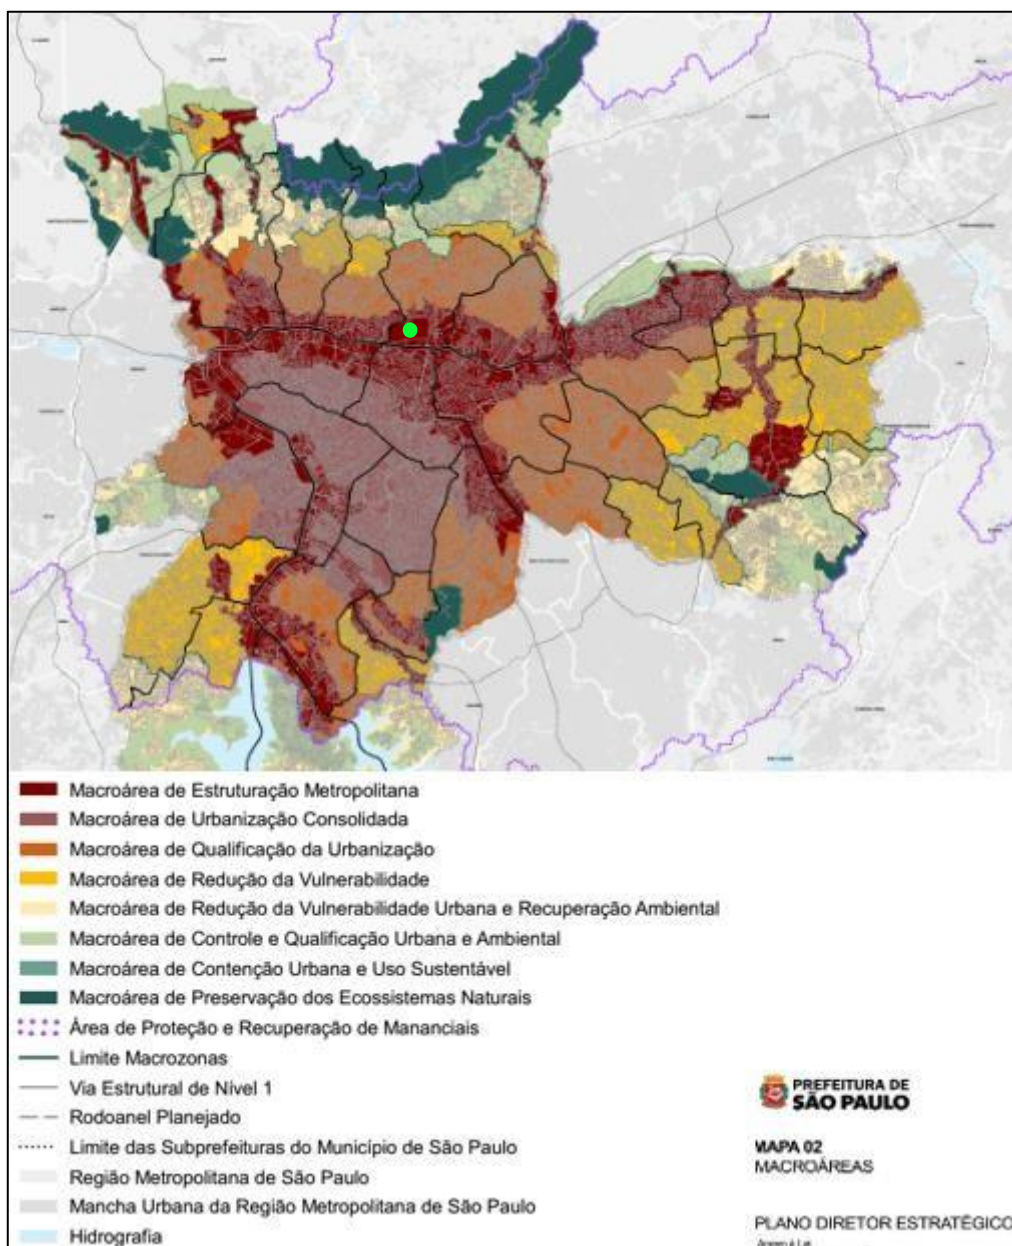 Macroárea de Estruturação Metropolitana
Macroárea de Urbanização Consolidada
Macroárea de Qualificação da Urbanização
Macroárea de Redução da Vulnerabilidade
Macroárea de Redução da Vulnerabilidade Urbana e Recuperação Ambiental
Macroárea de Controle e Qualificação Urbana e Ambiental
Macroárea de Contenção Urbana e Uso Sustentável
Macroárea de Preservação dos Ecossistemas Naturais
Área de Proteção e Recuperação de Mananciais
Limite Macrozonas
Via Estrutural de Nível 1
Rodoanel Planejado
Limite das Subprefeituras do Município de São Paulo
Região Metropolitana de São Paulo
Mancha Urbana da Região Metropolitana de São Paulo
Hidrografia
PREFEITURA DE
SÃO PAULO
MAPA 02
MACROÁREAS
PLANO DIRETOR ESTRATÉGICO